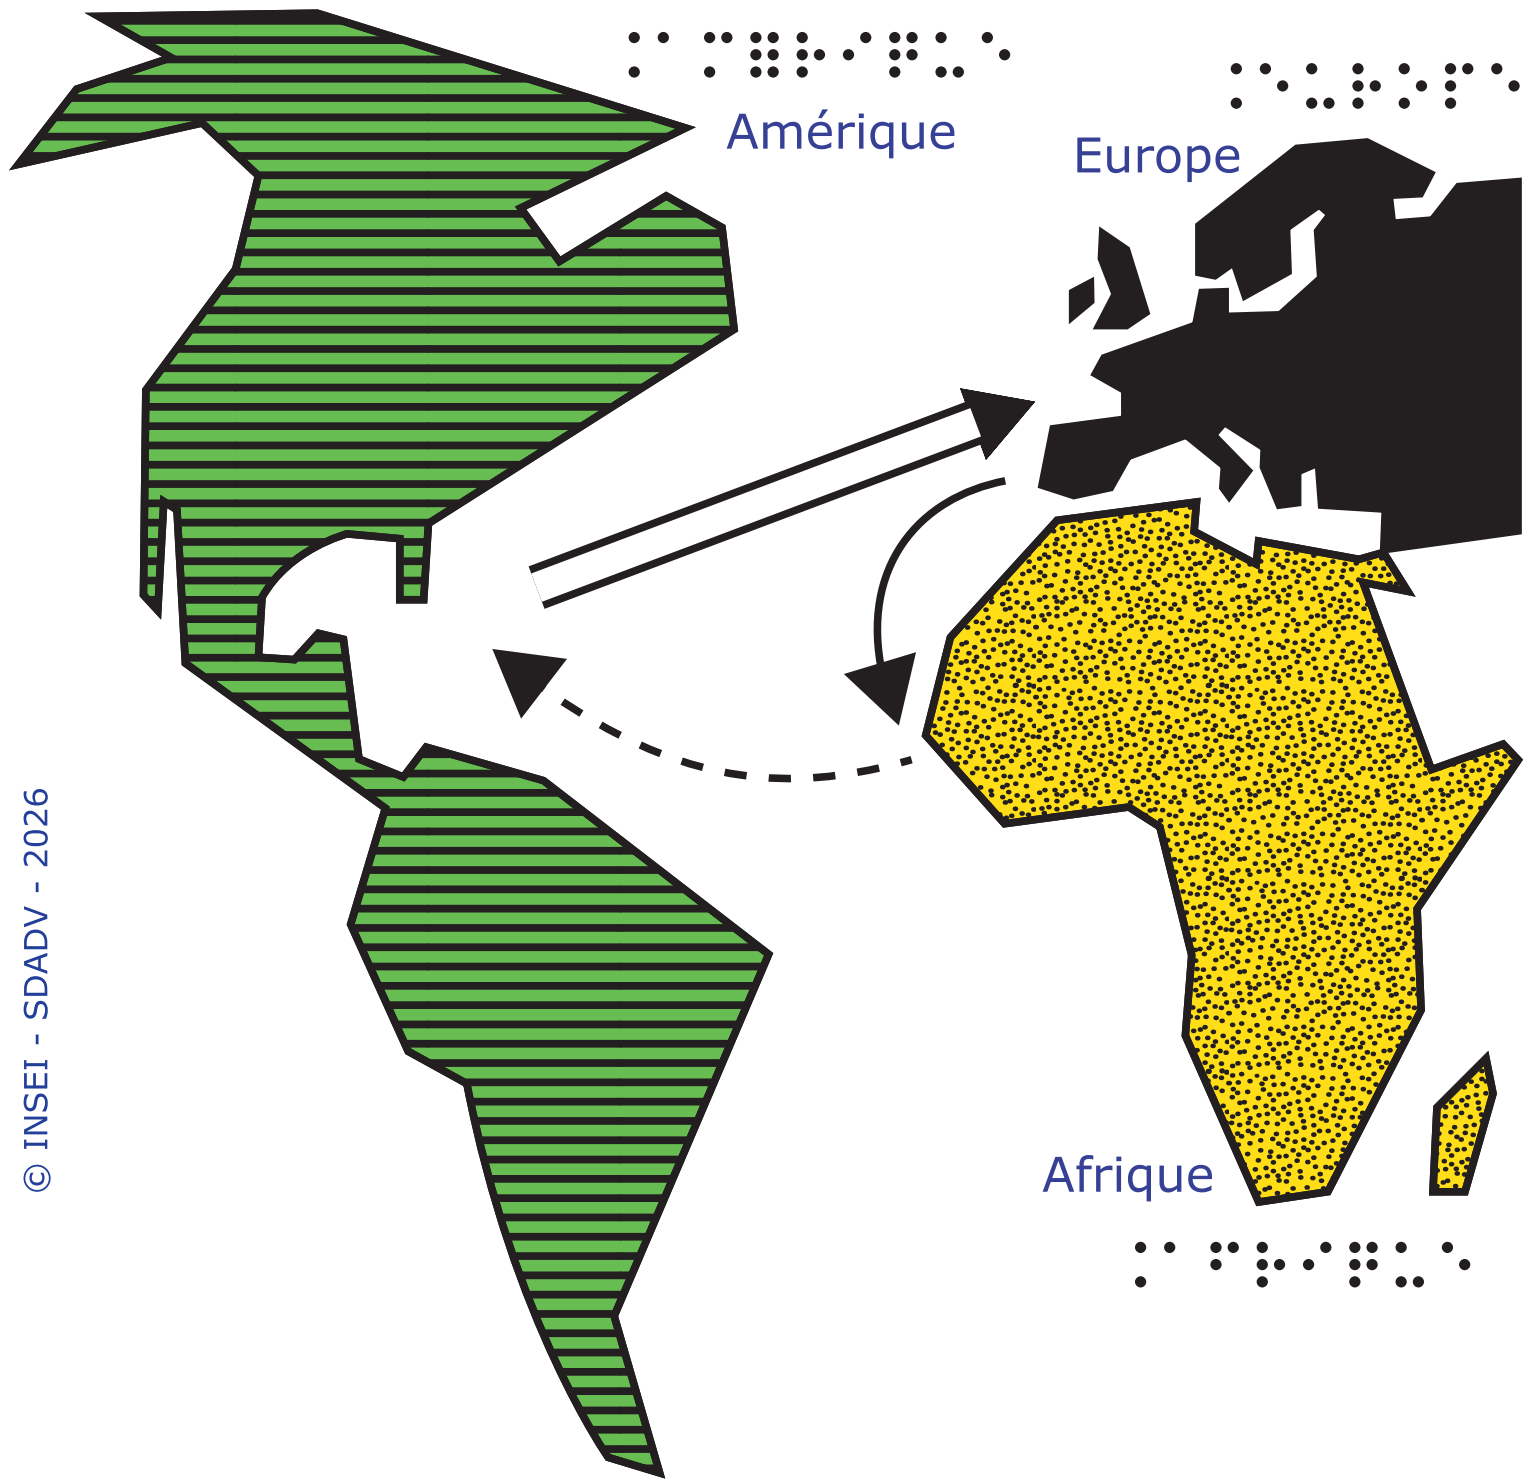 ⠨⠁⠍⠿⠗⠊⠟⠥⠑
Amérique
⠨⠑⠥⠗⠕⠏⠑
Europe
Afrique
⠨⠁⠋⠗⠊⠟⠥⠑
© INSEI - SDADV - 2026